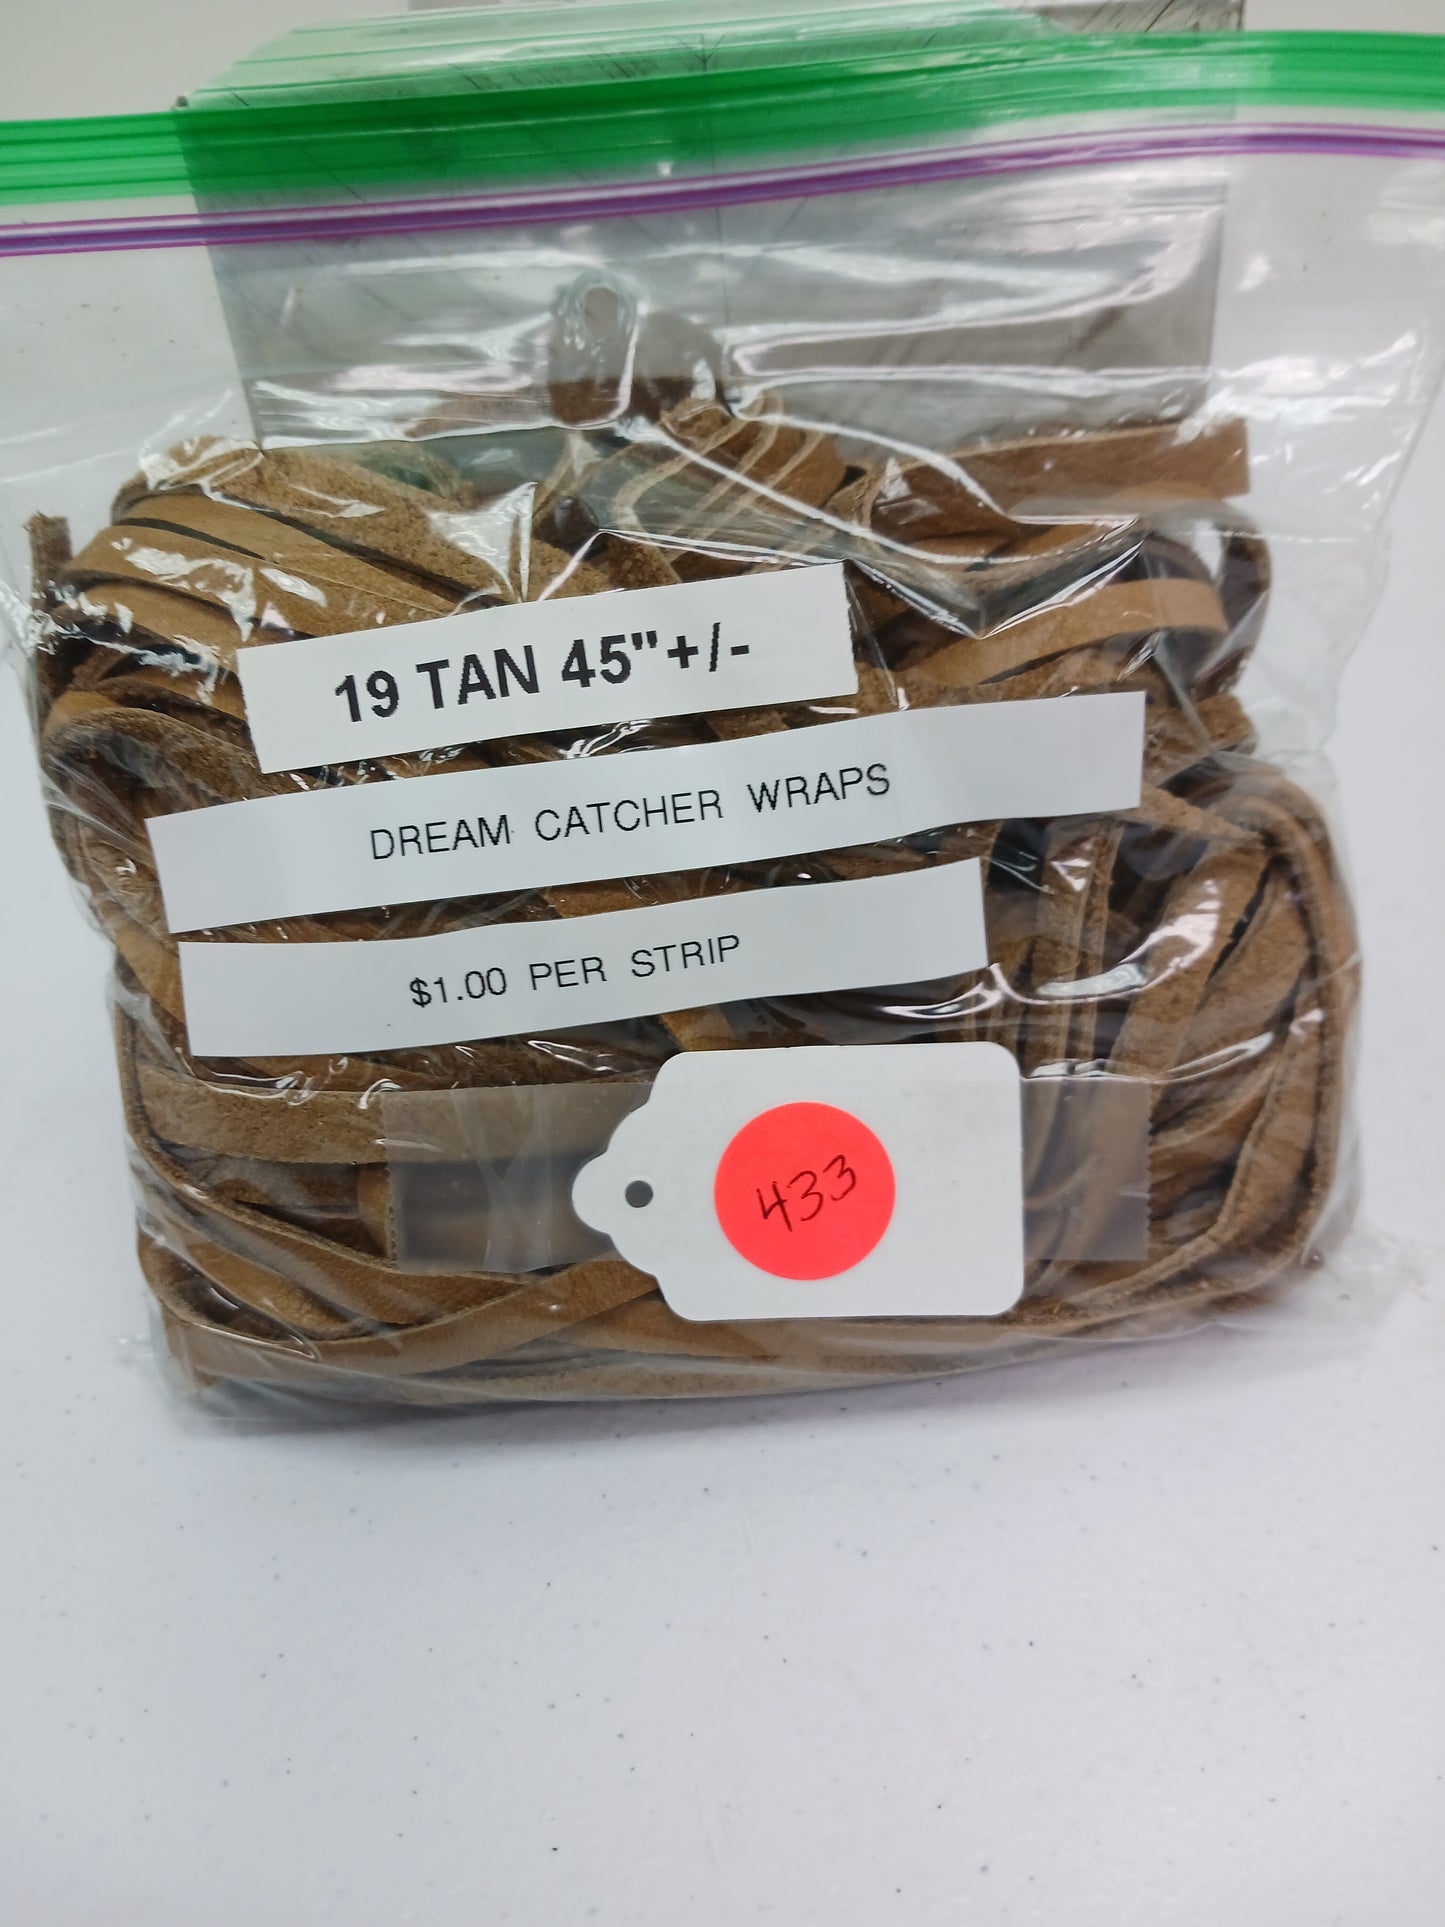 19 TAN 45"+/-
DREAM CATCHER WRAPS
$1.00 PER STRIP
433